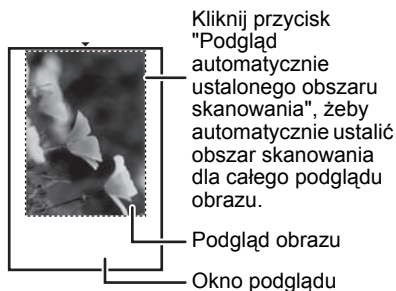 Kliknij przycisk
"Podgląd
automatycznie
ustalonego obszaru
skanowania", żeby
automatycznie ustalić
obszar skanowania
dla całego podglądu
obrazu.
Podgląd obrazu
Okno podglądu